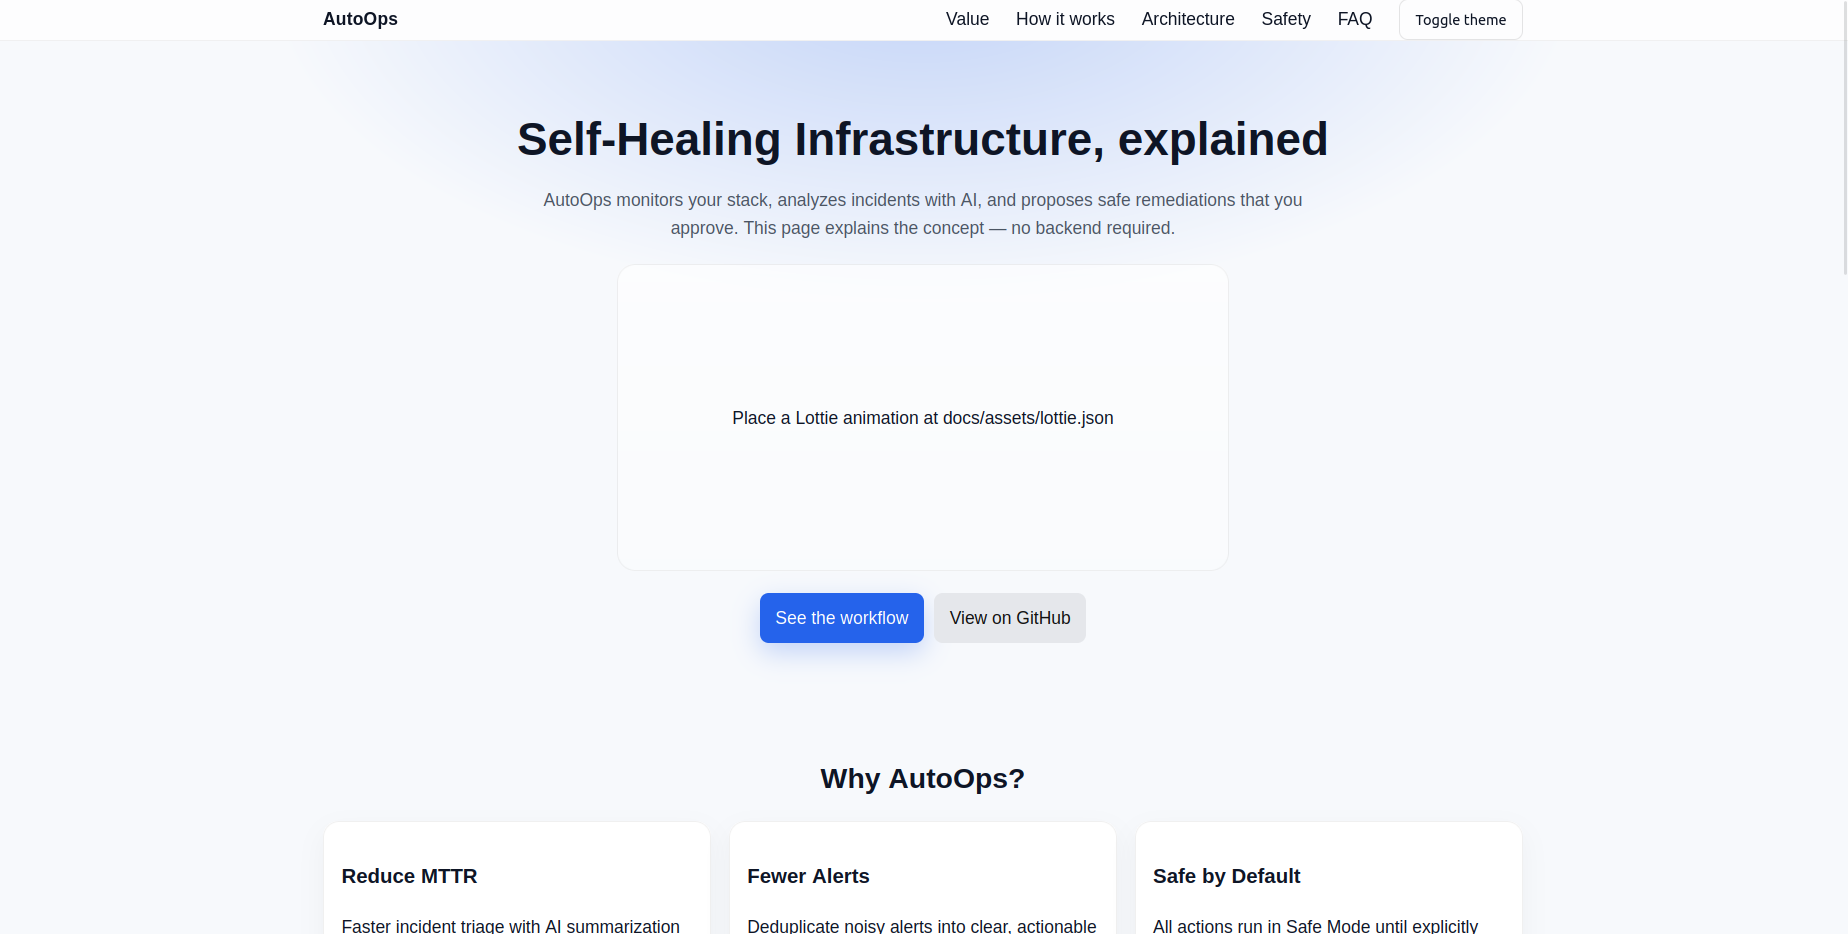 AutoOps
Value
How it works
Architecture
Safety
FAQ
Toggle theme
Self-Healing Infrastructure, explained
AutoOps monitors your stack, analyzes incidents with AI, and proposes safe remediations that you
approve. This page explains the concept — no backend required.
Place a Lottie animation at docs/assets/lottie.json
See the workflow
View on GitHub
Why AutoOps?
Reduce MTTR
Faster incident triage with AI summarization
Fewer Alerts
Deduplicate noisy alerts into clear, actionable
Safe by Default
All actions run in Safe Mode until explicitly